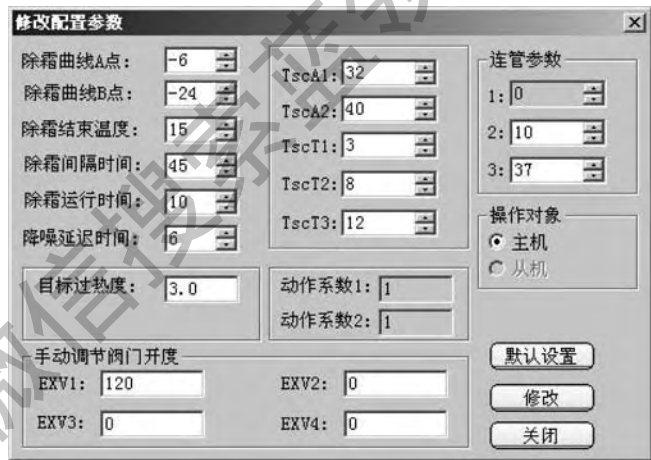 修改配置参数
除霜曲线A点: -6
除霜曲线B点: -24
除霜结束温度: 15
除霜间隔时间: 45
除霜运行时间: 10
降噪延迟时间: 6
TscA1: 32
TscA2: 40
TscT1: 3
TscT2: 8
TscT3: 12
连管参数
1: 0
2: 10
3: 37
操作对象
主机
从机
目标过热度: 3.0
动作系数1: 1
动作系数2: 1
手动调节阀门开度
EXV1: 120
EXV2: 0
EXV3: 0
EXV4: 0
默认设置
修改
关闭
微信搜索蓝领